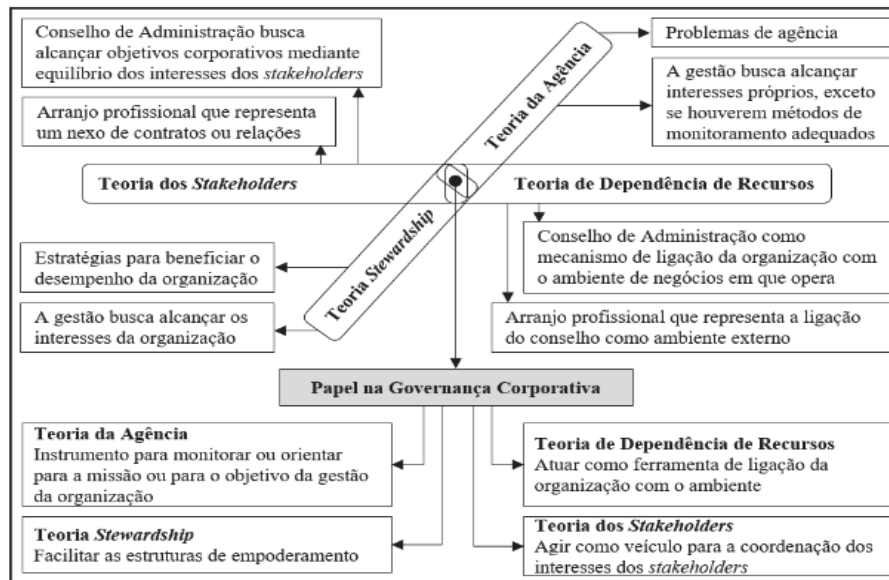 Conselho de Administração busca
alcançar objetivos corporativos mediante
equilíbrio dos interesses dos stakeholders
Arranjo profissional que representa
um nexo de contratos ou relações
Problemas de agência
A gestão busca alcançar
interesses próprios, exceto
se houverem métodos de
monitoramento adequados
Teoria da Agência
Teoria dos Stakeholders
Teoria de Dependência de Recursos
Teoria Stewardship
Estratégias para beneficiar o
desempenho da organização
A gestão busca alcançar os
interesses da organização
Conselho de Administração como
mecanismo de ligação da organização com
o ambiente de negócios em que opera
Arranjo profissional que representa a ligação
do conselho como ambiente externo
Papel na Governança Corporativa
Teoria da Agência
Instrumento para monitorar ou orientar
para a missão ou para o objetivo da gestão
da organização
Teoria Stewardship
Facilitar as estruturas de empoderamento
Teoria de Dependência de Recursos
Atuar como ferramenta de ligação da
organização com o ambiente
Teoria dos Stakeholders
Agir como veículo para a coordenação dos
interesses dos stakeholders